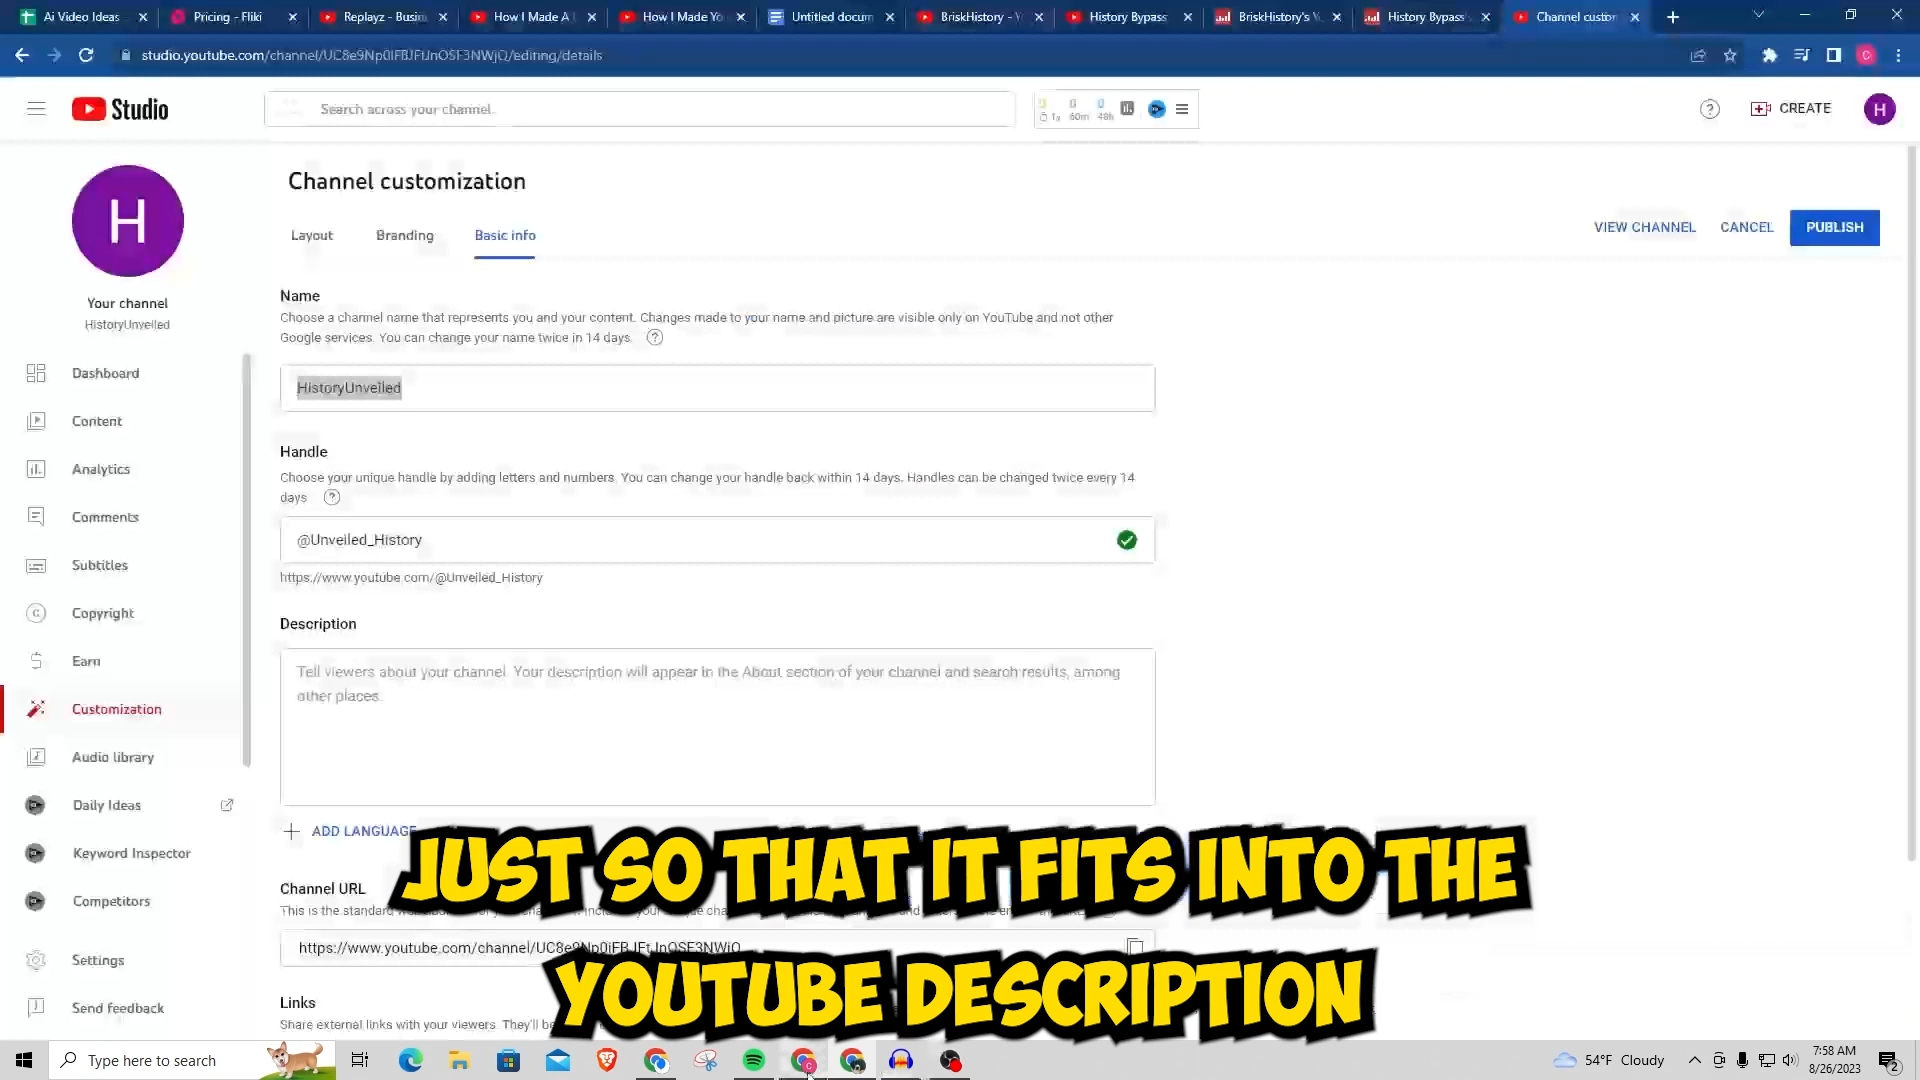 Ai Video Ideas
Pricing - Fliki
Replayz - Busin
How I Made A
How I Made Yo
Untitled docum
BriskHistory - Y
History Bypass
BriskHistory's Y
History Bypass'
Channel custor
studio.youtube.com/channel/UC8e9Np0iFBJFtJnOSF3NWjQ/editing/details
Studio
Search across your channel.
0 0 0
1y 60m 48h
CREATE
H
H
Your channel
HistoryUnveiled
Dashboard
Content
Analytics
Comments
Subtitles
Copyright
Earn
Customization
Audio library
Daily Ideas
Keyword Inspector
Competitors
Settings
Send feedback
Channel customization
Layout
Branding
Basic info
VIEW CHANNEL
CANCEL
PUBLISH
Name
Choose a channel name that represents you and your content. Changes made to your name and picture are visible only on YouTube and not other
Google services. You can change your name twice in 14 days.
HistoryUnveiled
Handle
Choose your unique handle by adding letters and numbers. You can change your handle back within 14 days. Handles can be changed twice every 14
days
@Unveiled_History
https://www.youtube.com/@Unveiled_History
Description
Tell viewers about your channel. Your description will appear in the About section of your channel and search results, among
other places.
ADD LANGUAGE
JUST SO THAT IT FITS INTO THE
YOUTUBE DESCRIPTION
Channel URL
This is the standard
https://www.youtube.com/channel/UC8e9Np0iFBJFtJnOSF3NWjQ
Links
Share external links with your viewers. They'll be
Type here to search
54°F Cloudy
7:58 AM
8/26/2023
2